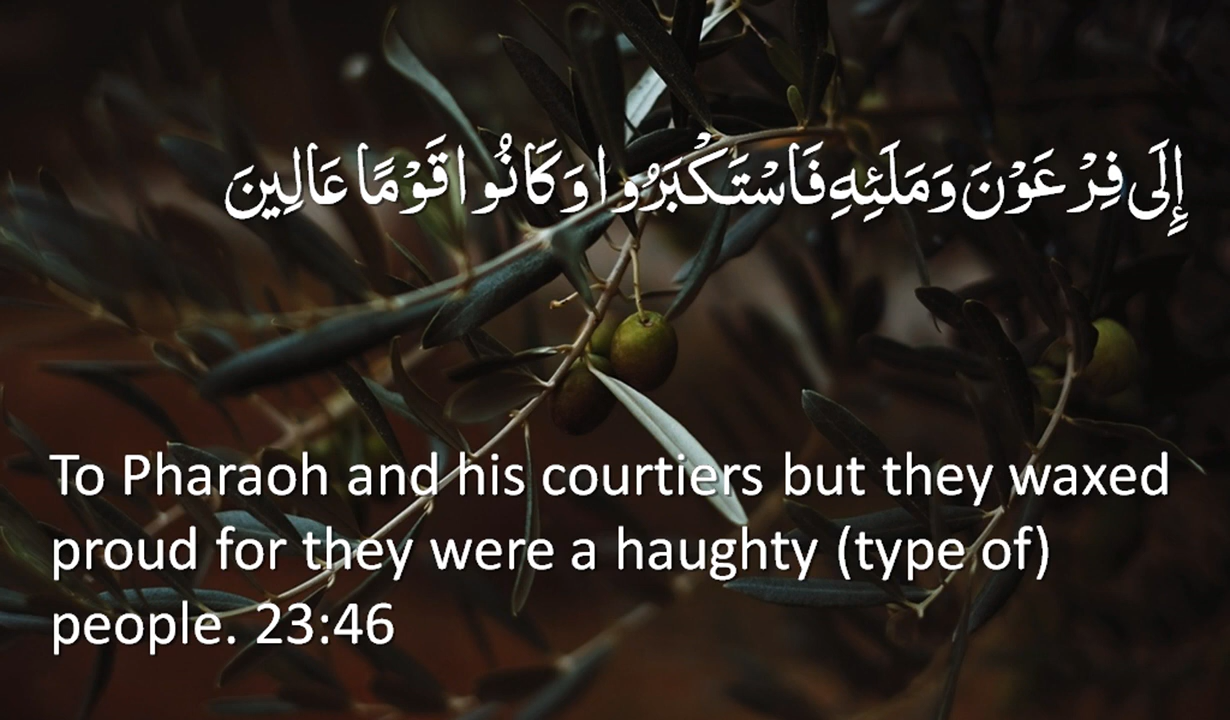 إِلَى فِرْعَوْنَ وَمَلَئِهِ فَاسْتَكْبَرُوا وَكَانُوا قَوْمًا عَالِينَ
To Pharaoh and his courtiers but they waxed
proud for they were a haughty (type of)
people. 23:46